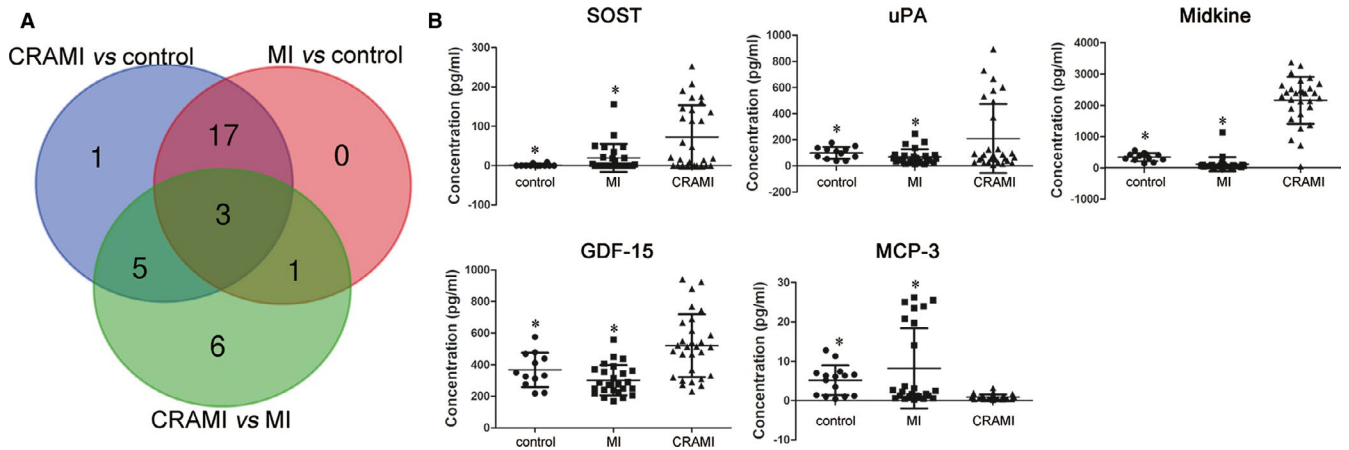 A
CRAMI vs control
MI vs control
1
17
0
3
5
1
6
CRAMI vs MI
B
SOST
Concentration (pg/ml)
300
200
100
0
-100
*
*
control
MI
CRAMI
uPA
Concentration (pg/ml)
1000
800
600
400
200
0
-200
*
*
control
MI
CRAMI
Midkine
Concentration (pg/ml)
4000
3000
2000
1000
0
-1000
*
*
control
MI
CRAMI
GDF-15
Concentration (pg/ml)
1000
800
600
400
200
0
*
*
control
MI
CRAMI
MCP-3
Concentration (pg/ml)
30
20
10
0
-10
*
*
control
MI
CRAMI